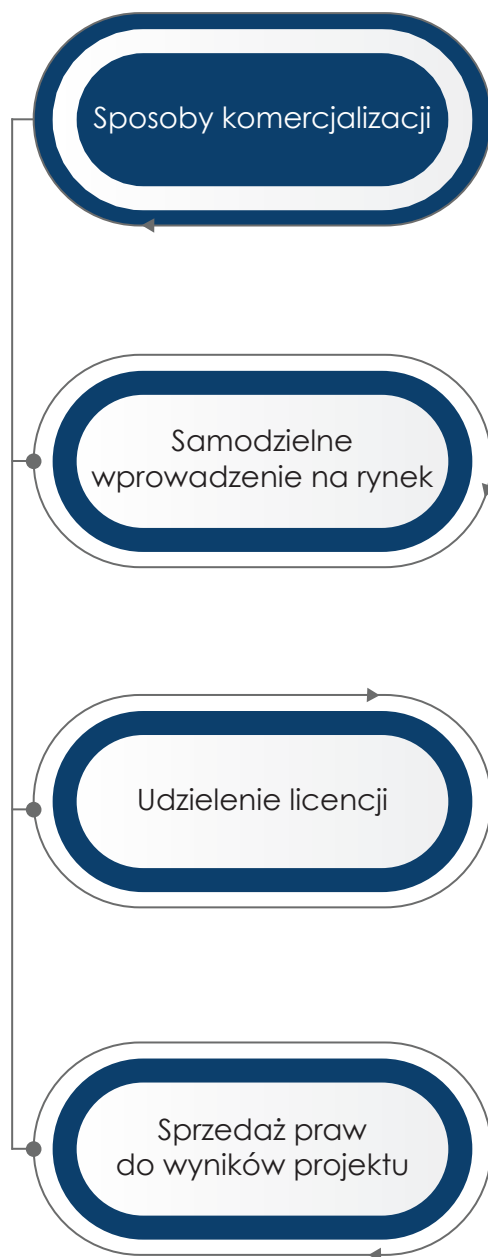 Sposoby komercjalizacji
Samodzielne
wprowadzenie na rynek
Udzielenie licencji
Sprzedaż praw
do wyników projektu